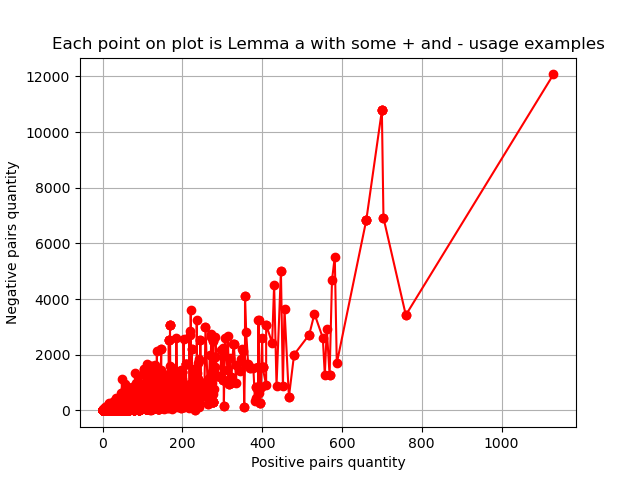 Each point on plot is Lemma a with some + and - usage examples
12000
10000
8000
6000
4000
2000
0
Negative pairs quantity
0 200 400 600 800 1000
Positive pairs quantity